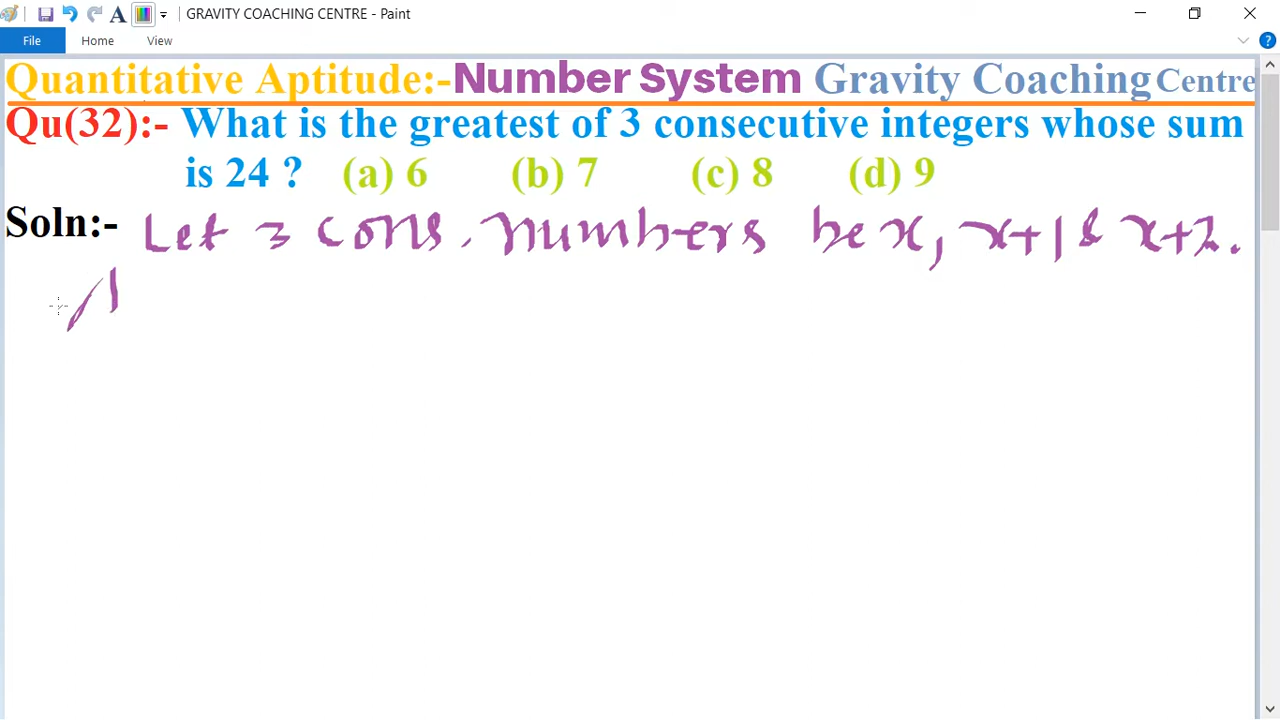 GRAVITY COACHING CENTRE - Paint
File Home View
Quantitative Aptitude:-Number System Gravity Coaching Centre
Qu(32):- What is the greatest of 3 consecutive integers whose sum
is 24 ? (a) 6 (b) 7 (c) 8 (d) 9
Soln:- Let 3 cons. numbers be x, x+1 & x+2.